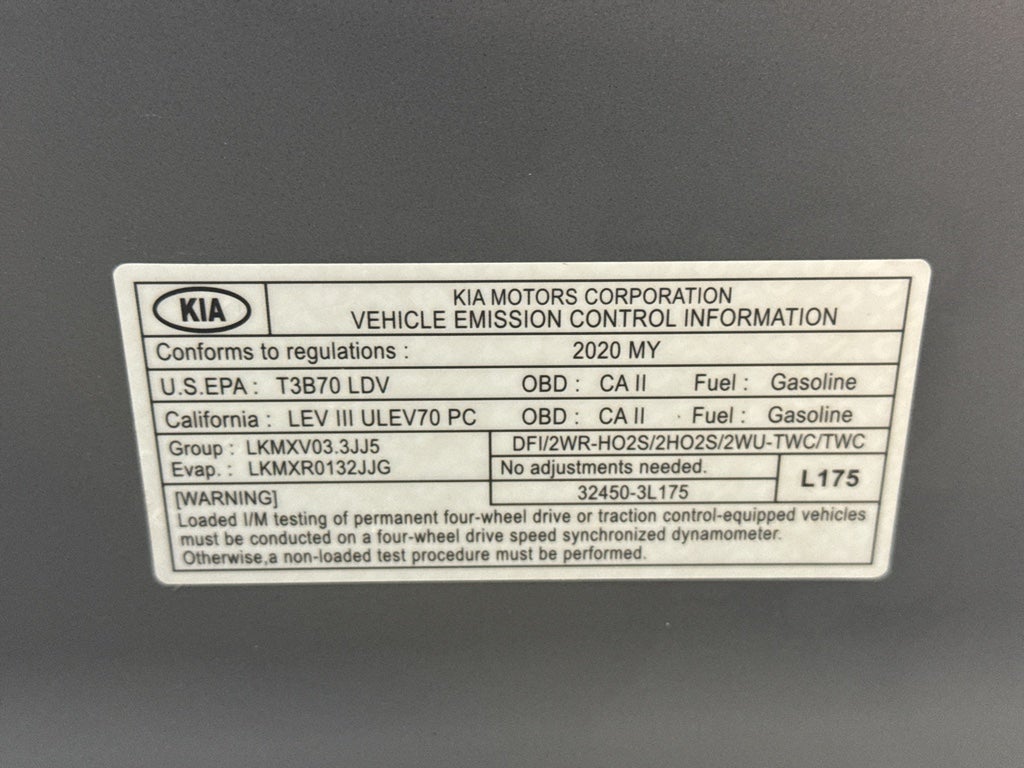 KIA
KIA MOTORS CORPORATION
VEHICLE EMISSION CONTROL INFORMATION
Conforms to regulations : 2020 MY
U.S.EPA : T3B70 LDV OBD : CA II Fuel : Gasoline
California : LEV III ULEV70 PC OBD : CA II Fuel : Gasoline
Group : LKMXV03.3JJ5
Evap. : LKMXR0132JJG
DFI/2WR-HO2S/2HO2S/2WU-TWC/TWC
No adjustments needed.
32450-3L175
L175
[WARNING]
Loaded I/M testing of permanent four-wheel drive or traction control-equipped vehicles
must be conducted on a four-wheel drive speed synchronized dynamometer.
Otherwise,a non-loaded test procedure must be performed.